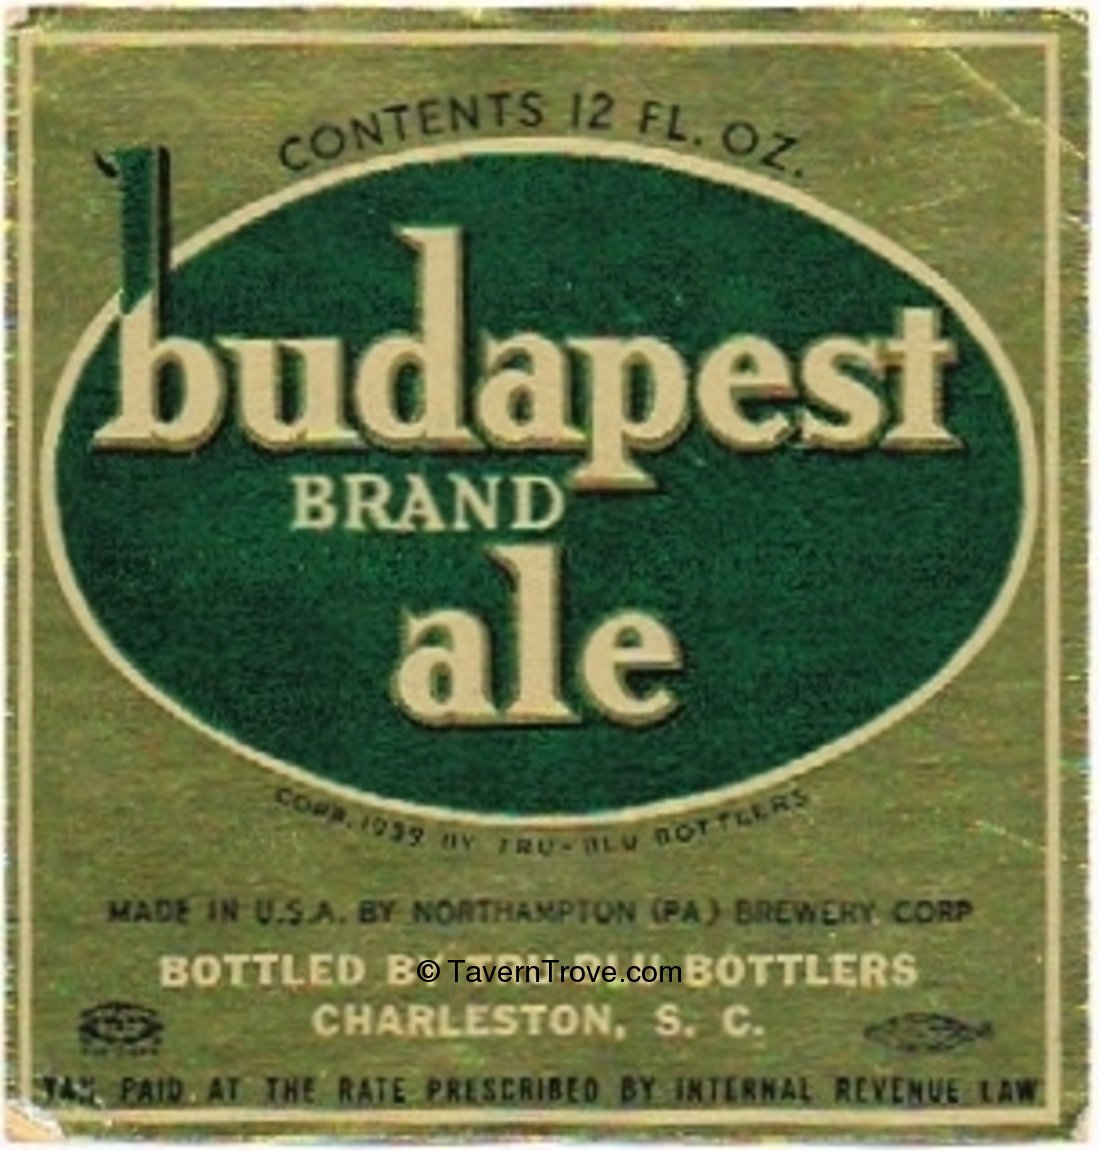 CONTENTS 12 FL. OZ.
budapest
BRAND
ale
COPR. 1939 BY TRU-BLU BOTTLERS
MADE IN U.S.A. BY NORTHAMPTON (PA) BREWERY CORP
BOTTLED BOTTLERS
© TavernTrove.com
CHARLESTON, S. C.
TAX PAID AT THE RATE PRESCRIBED BY INTERNAL REVENUE LAW